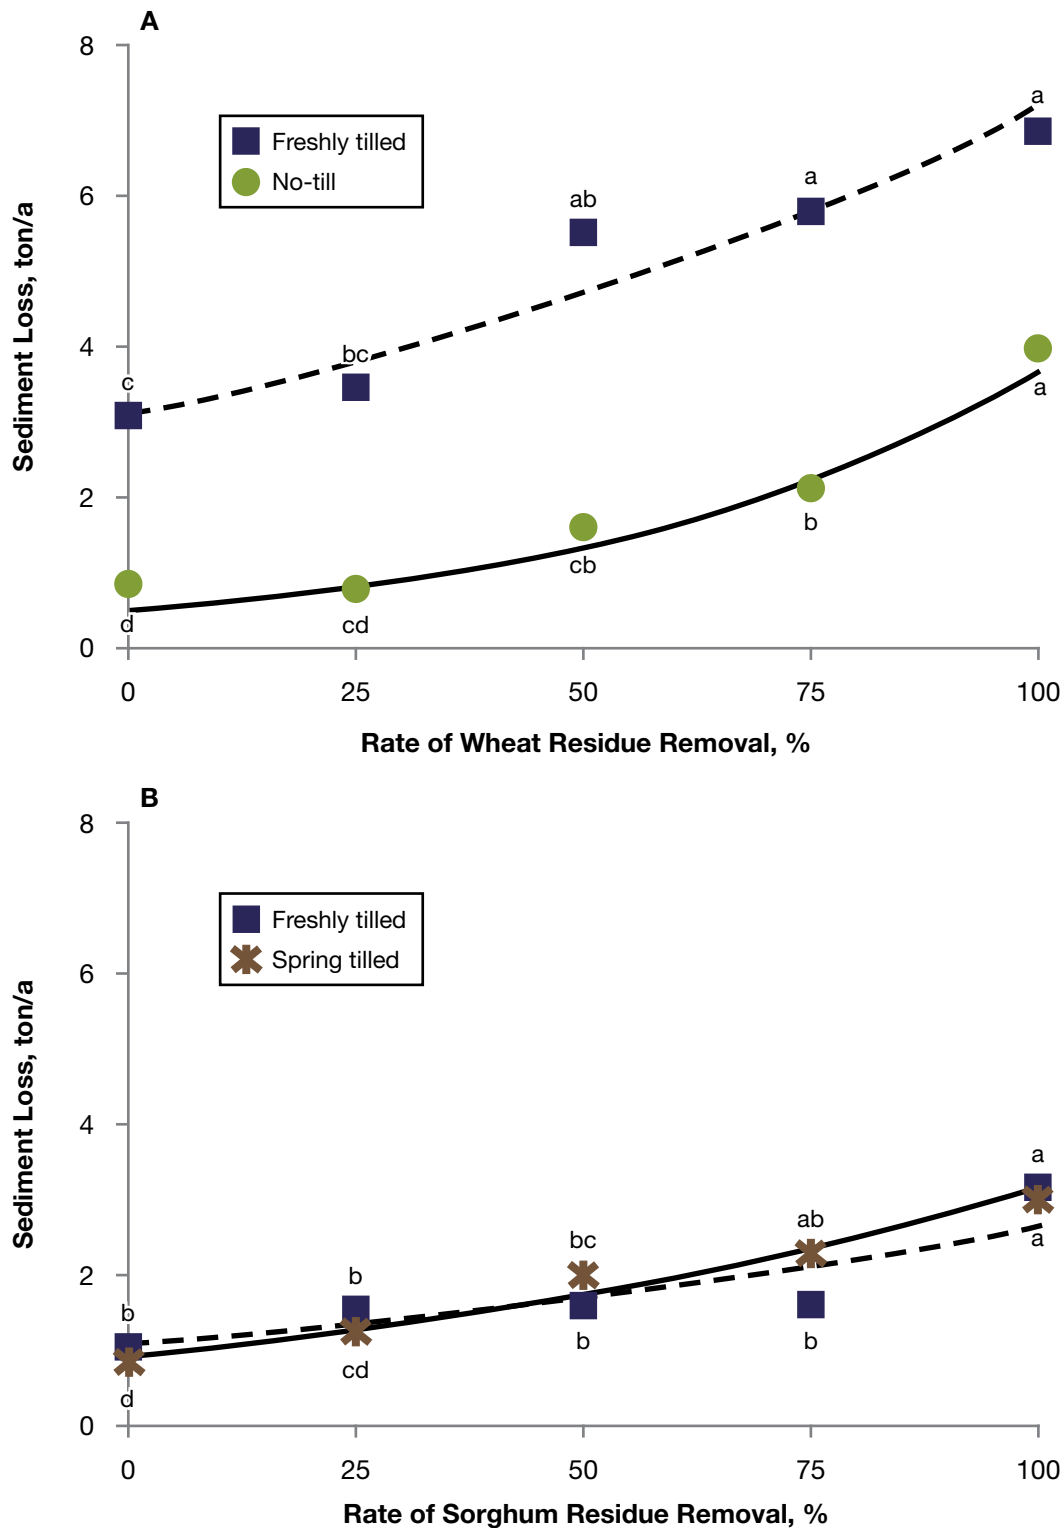 A
8
Freshly tilled
No-till
a
a
6
ab
Sediment Loss, ton/a
4
bc
c
a
2
b
cb
d
cd
0
0 25 50 75 100
Rate of Wheat Residue Removal, %
B
8
Freshly tilled
Spring tilled
6
Sediment Loss, ton/a
4
a
ab
bc
a
2
b
b
b
b
cd
d
0
0 25 50 75 100
Rate of Sorghum Residue Removal, %